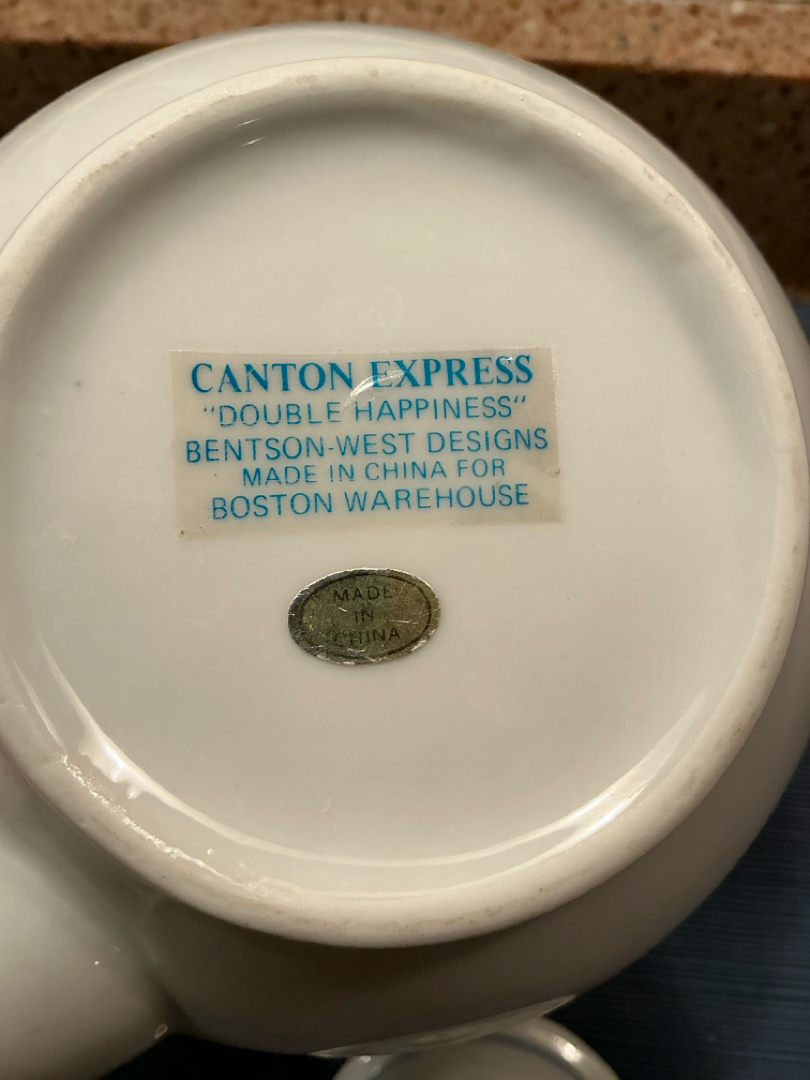 CANTON EXPRESS
"DOUBLE HAPPINESS"
BENTSON-WEST DESIGNS
MADE IN CHINA FOR
BOSTON WAREHOUSE
MADE
IN
CHINA